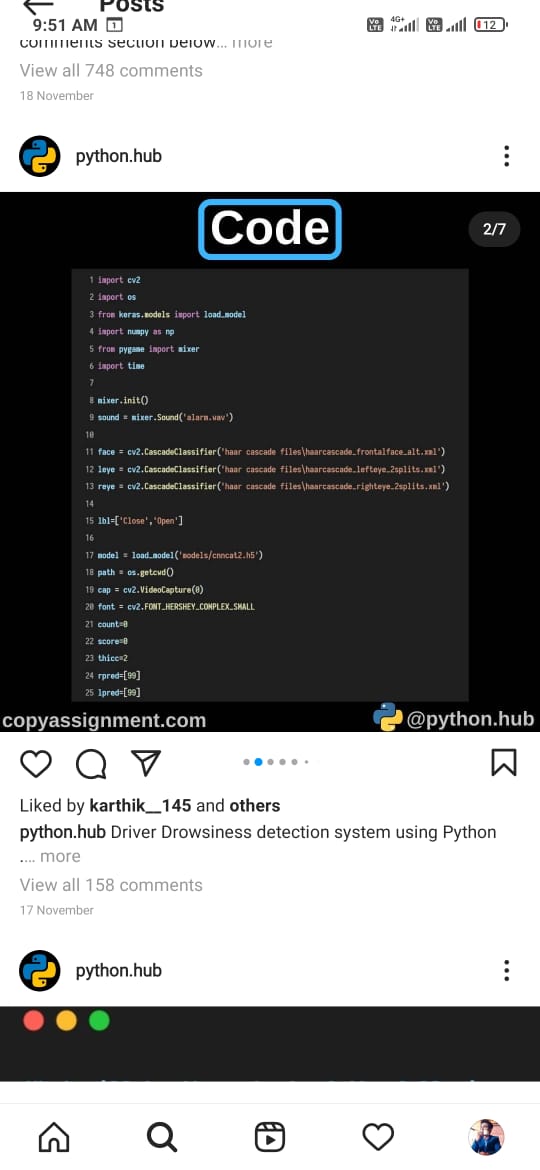 Posts
9:51 AM 1 Vo LTE 4G+ Vo LTE 12
comments section below... more
View all 748 comments
18 November
python.hub
Code
2/7
1 import cv2
2 import os
3 from keras.models import load_model
4 import numpy as np
5 from pygame import mixer
6 import time
7
8 mixer.init()
9 sound = mixer.Sound('alarm.wav')
10
11 face = cv2.CascadeClassifier('haar cascade files\haarcascade_frontalface_alt.xml')
12 leye = cv2.CascadeClassifier('haar cascade files\haarcascade_lefteye_2splits.xml')
13 reye = cv2.CascadeClassifier('haar cascade files\haarcascade_righteye_2splits.xml')
14
15 lbl=['Close','Open']
16
17 model = load_model('models/cnncat2.h5')
18 path = os.getcwd()
19 cap = cv2.VideoCapture(0)
20 font = cv2.FONT_HERSHEY_COMPLEX_SMALL
21 count=0
22 score=0
23 thicc=2
24 rpred=[99]
25 lpred=[99]
copyassignment.com
@python.hub
Liked by karthik__145 and others
python.hub Driver Drowsiness detection system using Python
.... more
View all 158 comments
17 November
python.hub